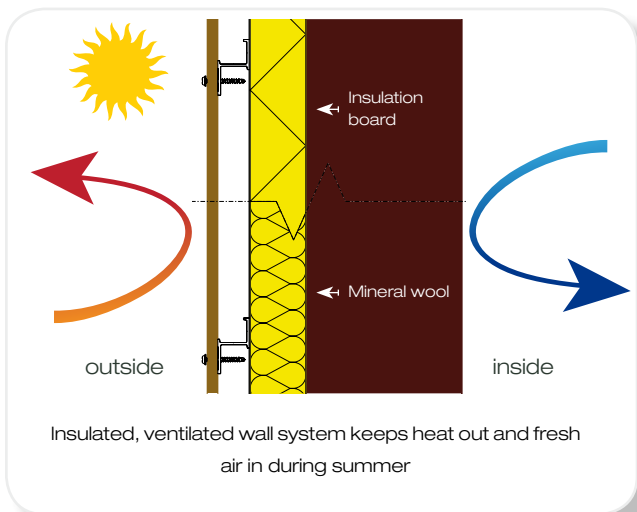 Insulation
board
Mineral wool
outside
inside
Insulated, ventilated wall system keeps heat out and fresh
air in during summer